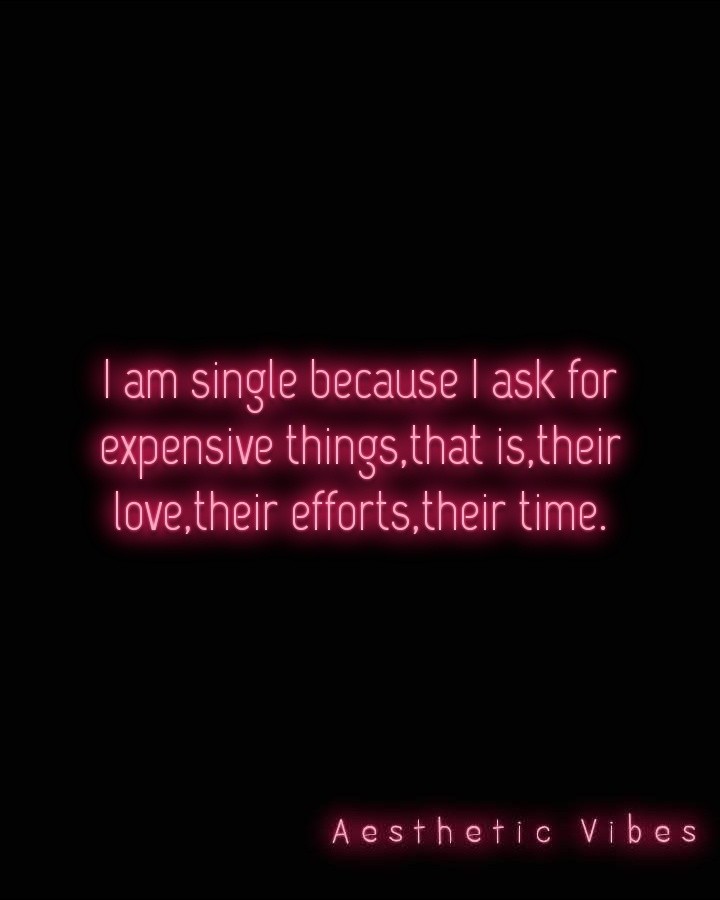 I am single because I ask for
expensive things,that is,their
love,their efforts,their time.
Aesthetic Vibes